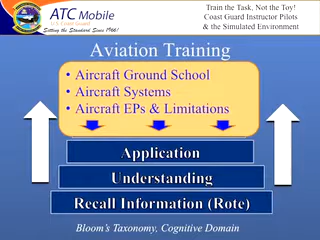 ATC Mobile
U.S. Coast Guard
Setting the Standard Since 1966!
Train the Task, Not the Toy!
Coast Guard Instructor Pilots
& the Simulated Environment
Aviation Training
• Aircraft Ground School
• Aircraft Systems
• Aircraft EPs & Limitations
Application
Understanding
Recall Information (Rote)
Bloom's Taxonomy, Cognitive Domain